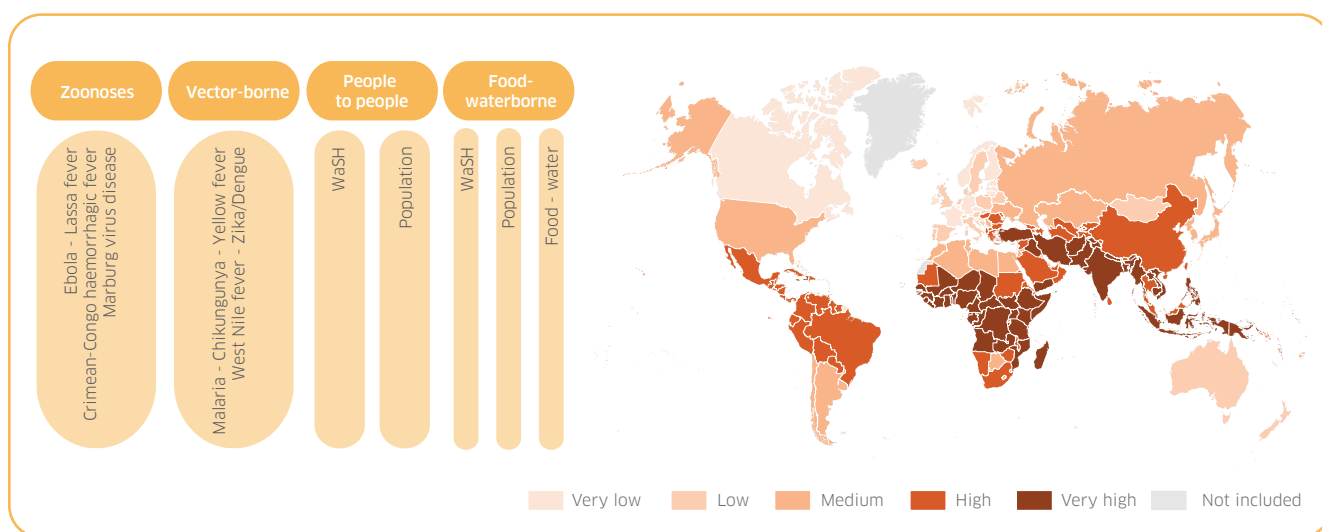 Zoonoses
Vector-borne
People
to people
Food-
waterborne
Ebola - Lassa fever
Crimean-Congo haemorrhagic fever
Marburg virus disease
Malaria - Chikungunya - Yellow fever
West Nile fever - Zika/Dengue
WaSH
Population
WaSH
Population
Food - water
Very low
Low
Medium
High
Very high
Not included